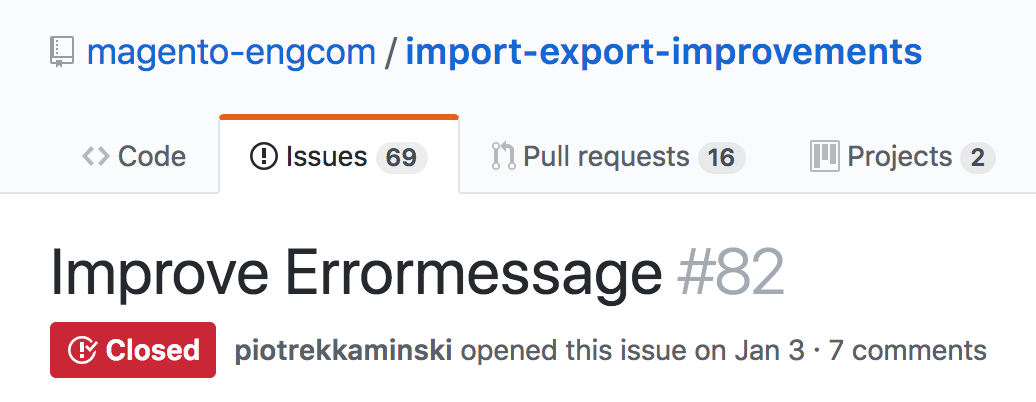 magento-engcom / import-export-improvements
Code Issues 69 Pull requests 16 Projects 2
Improve Errormessage #82
Closed piotrekkaminski opened this issue on Jan 3 · 7 comments